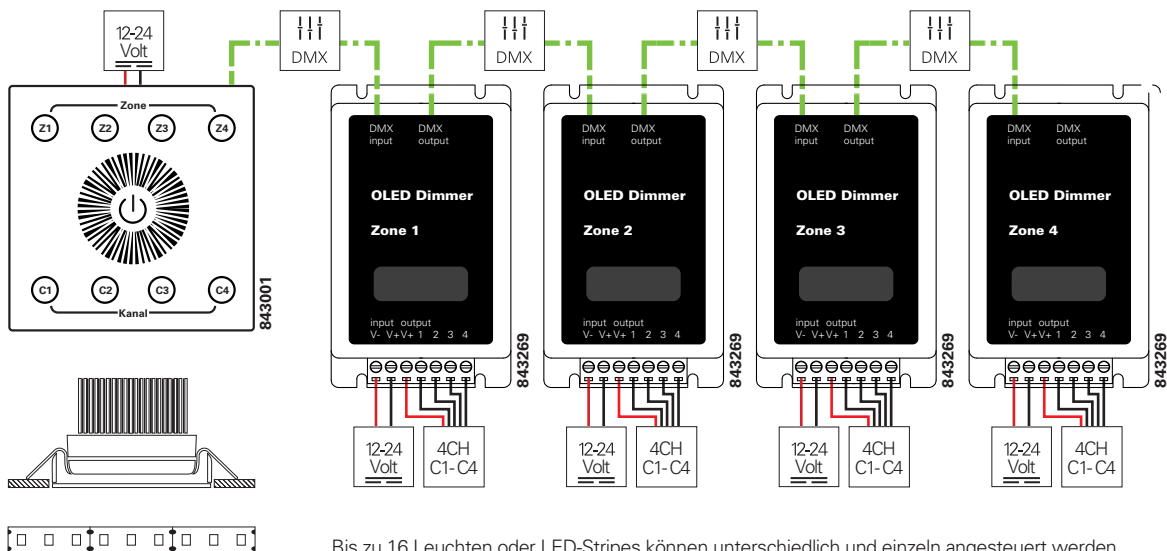 12-24
Volt
DMX
DMX
DMX
DMX
Zone
Z1
Z2
Z3
Z4
C1
C2
C3
C4
Kanal
843001
DMX
input
DMX
output
OLED Dimmer
Zone 1
input output
V- V+V+ 1 2 3 4
843269
12-24
Volt
4CH
C1-C4
DMX
input
DMX
output
OLED Dimmer
Zone 2
input output
V- V+V+ 1 2 3 4
843269
12-24
Volt
4CH
C1-C4
DMX
input
DMX
output
OLED Dimmer
Zone 3
input output
V- V+V+ 1 2 3 4
843269
12-24
Volt
4CH
C1-C4
DMX
input
DMX
output
OLED Dimmer
Zone 4
input output
V- V+V+ 1 2 3 4
843269
12-24
Volt
4CH
C1-C4
Bis zu 16 Leuchten oder LED-Stripes können unterschiedlich und einzeln angesteuert werden